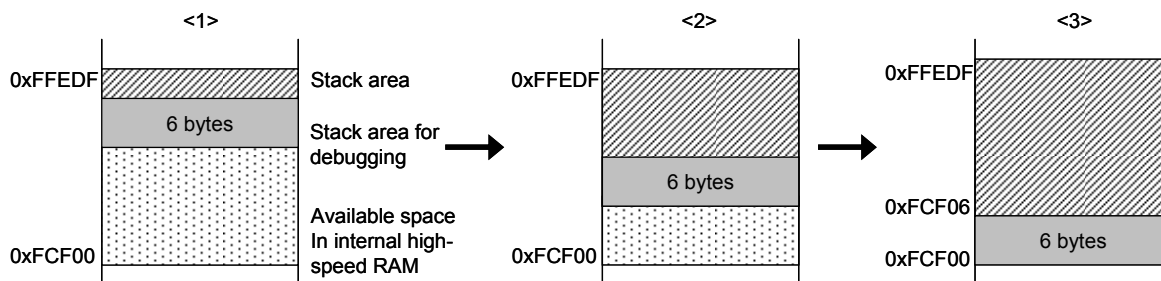 <1>
0xFFEDF
Stack area
6 bytes
Stack area for
debugging
Available space
In internal high-
speed RAM
0xFCF00
<2>
0xFFEDF
6 bytes
0xFCF00
<3>
0xFFEDF
0xFCF06
6 bytes
0xFCF00